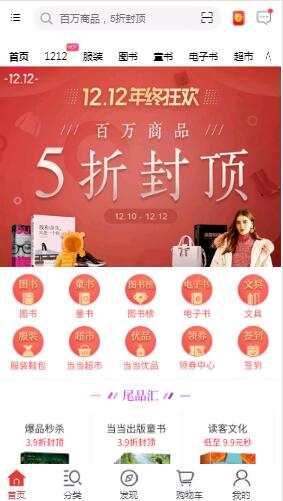 百万商品，5折封顶
首页 1212 HOT 服装 图书 童书 电子书 超市
12.12
12.12年终狂欢
百万商品
5折封顶
12.10 - 12.12
图书 童书 图书榜 电子书 文具
图书 童书 图书榜 电子书 文具
服装 超市 优品 领券 签到
服装鞋包 当当超市 当当优品 领券中心 签到
尾品汇
爆品秒杀 当当出版童书 读客文化
3.9折封顶 3.9折封顶 低至 9.9元秒
首页 分类 发现 购物车 我的